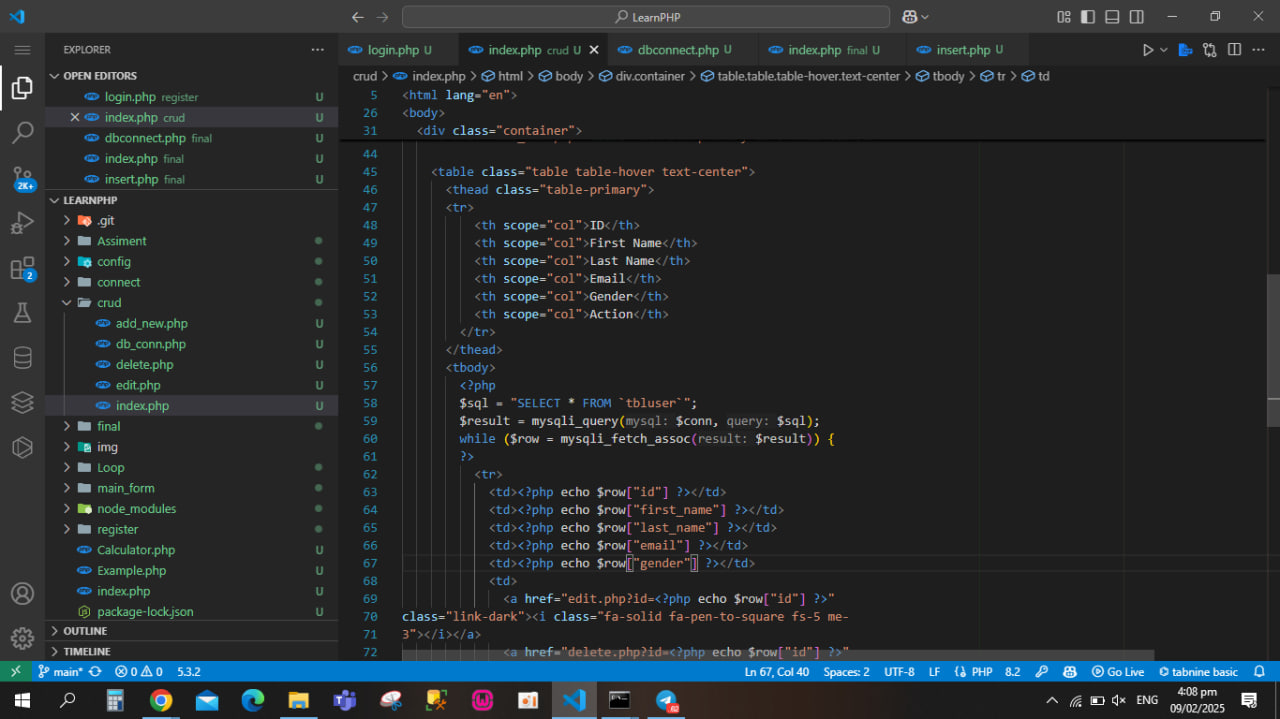 LearnPHP
EXPLORER
OPEN EDITORS
login.php register U
index.php crud U
dbconnect.php final U
index.php final U
insert.php final U
LEARNPHP
.git
Assiment
config
connect
crud
add_new.php U
db_conn.php U
delete.php U
edit.php U
index.php U
final
img
Loop
main_form
node_modules
register
Calculator.php U
Example.php U
index.php U
package-lock.json U
OUTLINE
TIMELINE
2K+
2
login.php U
index.php crud U
dbconnect.php U
index.php final U
insert.php U
crud > index.php > html > body > div.container > table.table.table-hover.text-center > tbody > tr > td
5 <html lang="en">
26 <body>
31 <div class="container">
44
45 <table class="table table-hover text-center">
46 <thead class="table-primary">
47 <tr>
48 <th scope="col">ID</th>
49 <th scope="col">First Name</th>
50 <th scope="col">Last Name</th>
51 <th scope="col">Email</th>
52 <th scope="col">Gender</th>
53 <th scope="col">Action</th>
54 </tr>
55 </thead>
56 <tbody>
57 <?php
58 $sql = "SELECT * FROM `tbluser`";
59 $result = mysqli_query(mysql: $conn, query: $sql);
60 while ($row = mysqli_fetch_assoc(result: $result)) {
61 ?>
62 <tr>
63 <td><?php echo $row["id"] ?></td>
64 <td><?php echo $row["first_name"] ?></td>
65 <td><?php echo $row["last_name"] ?></td>
66 <td><?php echo $row["email"] ?></td>
67 <td><?php echo $row["gender"] ?></td>
68 <td>
69 <a href="edit.php?id=<?php echo $row["id"] ?>"
70 class="link-dark"><i class="fa-solid fa-pen-to-square fs-5 me-
71 3"></i></a>
72 <a href="delete.php?id=<?php echo $row["id"] ?>"
main* 0 0 5.3.2 Ln 67, Col 40 Spaces: 2 UTF-8 LF PHP 8.2 Go Live tabnine basic
ENG 4:08 pm
09/02/2025